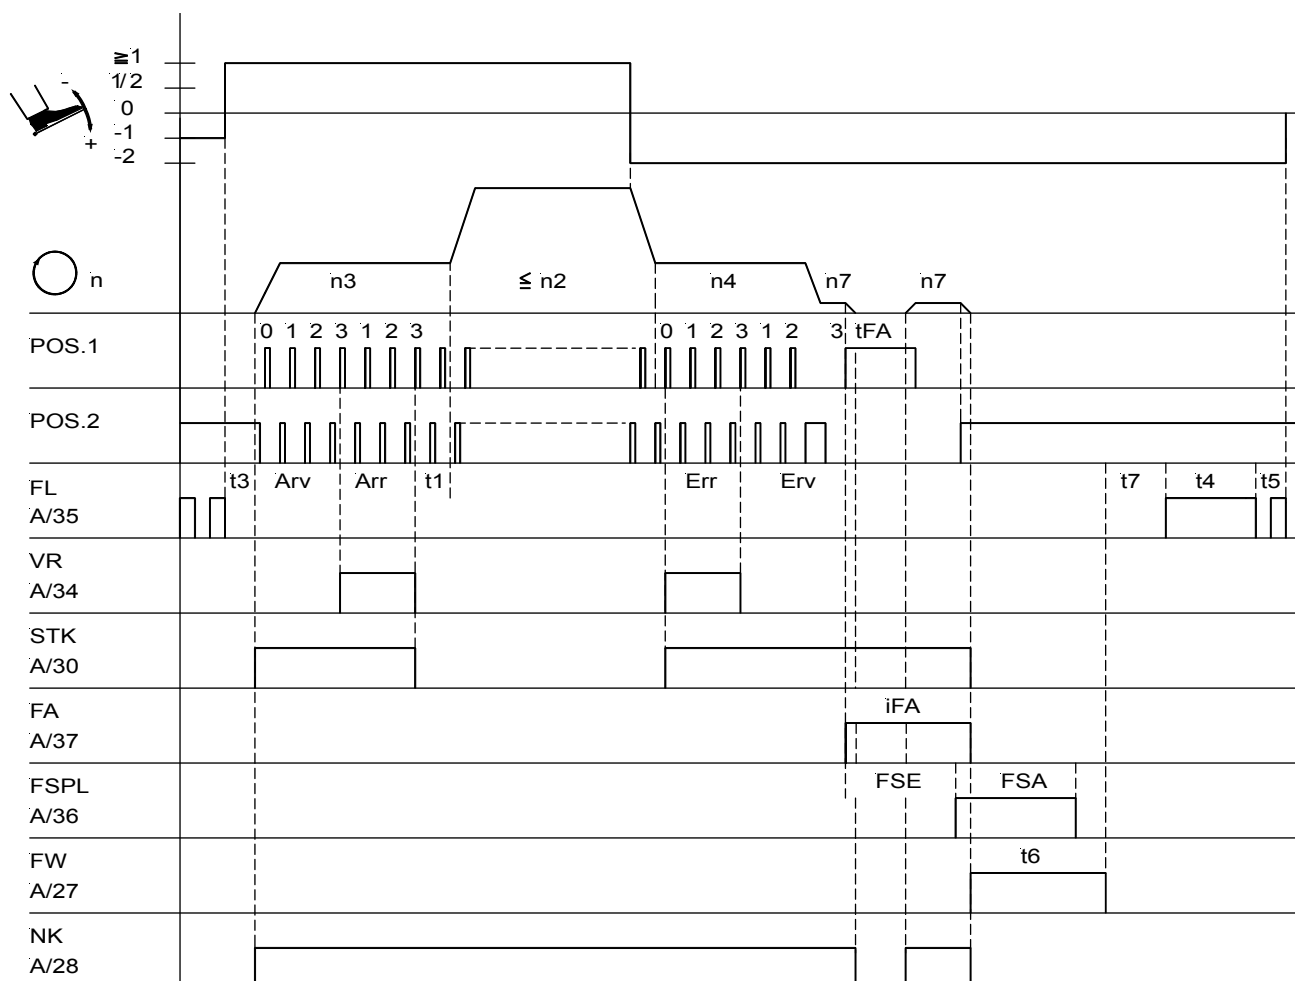 ≧1
1/2
0
-1
-2
-
+
n
n3
≦ n2
n4
n7
n7
POS.1
0 1 2 3 1 2 3
0 1 2 3 1 2 3 tFA
POS.2
FL
A/35
t3 Arv Arr t1
Err Erv
t7 t4 t5
VR
A/34
STK
A/30
FA
A/37
iFA
FSPL
A/36
FSE FSA
FW
A/27
t6
NK
A/28